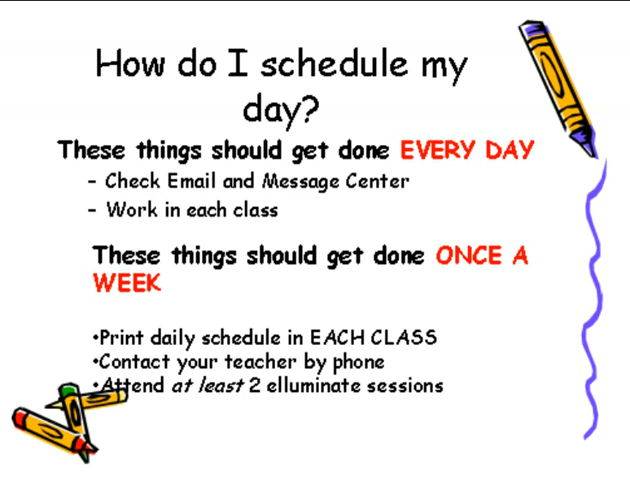 How do I schedule my
day?
These things should get done EVERY DAY
– Check Email and Message Center
– Work in each class
These things should get done ONCE A
WEEK
•Print daily schedule in EACH CLASS
•Contact your teacher by phone
•Attend at least 2 elluminate sessions